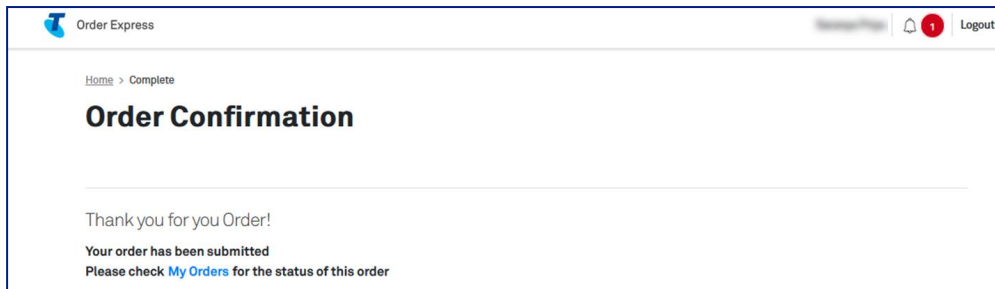 Order Express
1
Logout
Home > Complete
Order Confirmation
Thank you for you Order!
Your order has been submitted
Please check My Orders for the status of this order